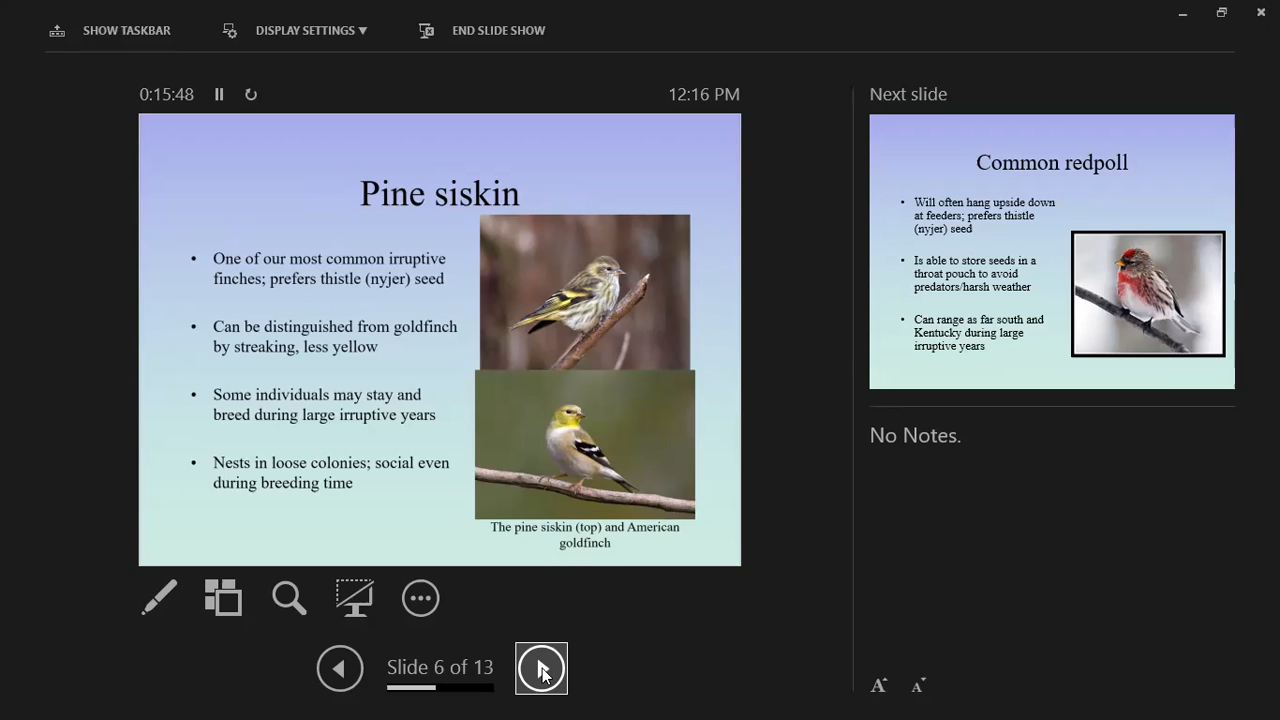 SHOW TASKBAR
DISPLAY SETTINGS ▼
END SLIDE SHOW
0:15:48
12:16 PM
Pine siskin
• One of our most common irruptive
finches; prefers thistle (nyjer) seed
• Can be distinguished from goldfinch
by streaking, less yellow
• Some individuals may stay and
breed during large irruptive years
• Nests in loose colonies; social even
during breeding time
The pine siskin (top) and American
goldfinch
Slide 6 of 13
Next slide
Common redpoll
• Will often hang upside down
at feeders; prefers thistle
(nyjer) seed
• Is able to store seeds in a
throat pouch to avoid
predators/harsh weather
• Can range as far south and
Kentucky during large
irruptive years
No Notes.
A A